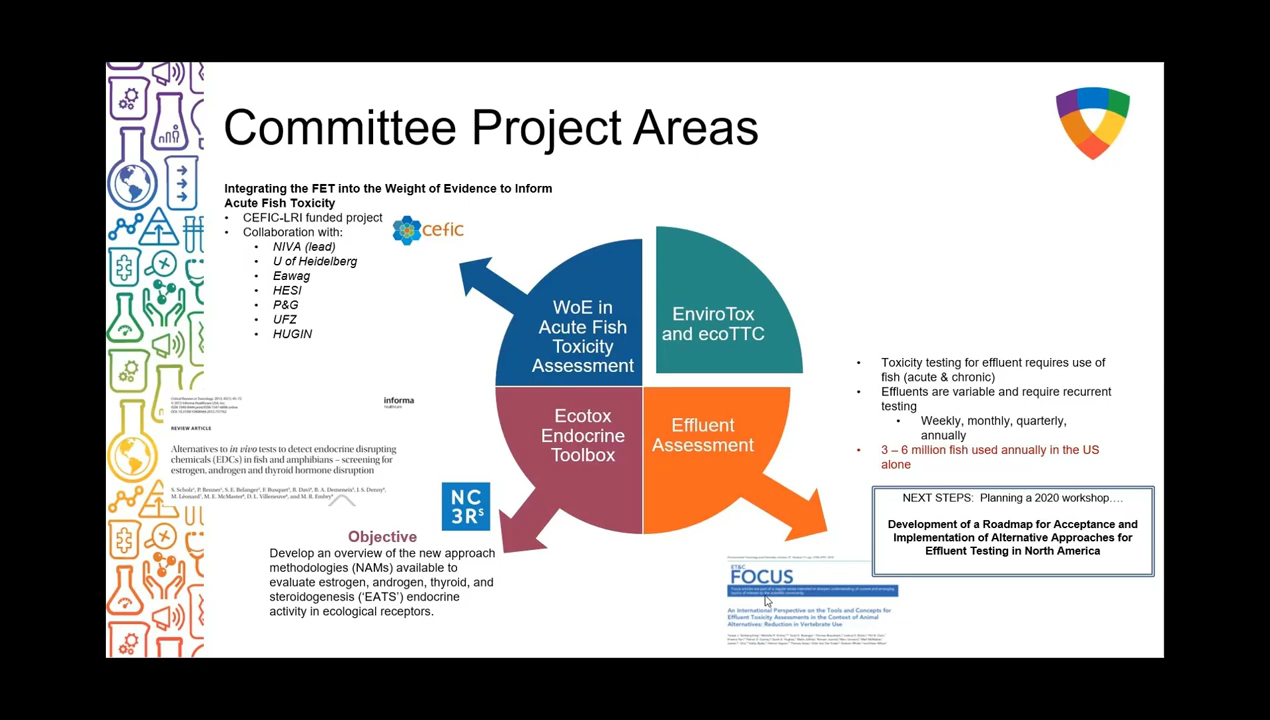 Committee Project Areas
Integrating the FET into the Weight of Evidence to Inform
Acute Fish Toxicity
• CEFIC-LRI funded project
• Collaboration with:
• NIVA (lead)
• U of Heidelberg
• Eawag
• HESI
• P&G
• UFZ
• HUGIN
cefic
WoE in
Acute Fish
Toxicity
Assessment
EnviroTox
and ecoTTC
Ecotox
Endocrine
Toolbox
Effluent
Assessment
• Toxicity testing for effluent requires use of
fish (acute & chronic)
• Effluents are variable and require recurrent
testing
• Weekly, monthly, quarterly,
annually
• 3 – 6 million fish used annually in the US
alone
NEXT STEPS: Planning a 2020 workshop….
Development of a Roadmap for Acceptance and
Implementation of Alternative Approaches for
Effluent Testing in North America
informa
healthcare
REVIEW ARTICLE
Alternatives to in vivo tests to detect endocrine disrupting
chemicals (EDCs) in fish and amphibians – screening for
estrogen, androgen and thyroid hormone disruption
NC
3Rs
Objective
Develop an overview of the new approach
methodologies (NAMs) available to
evaluate estrogen, androgen, thyroid, and
steroidogenesis (‘EATS’) endocrine
activity in ecological receptors.
ET&C
FOCUS
An International Perspective on the Tools and Concepts for
Effluent Toxicity Assessments in the Context of Animal
Alternatives: Reduction in Vertebrate Use